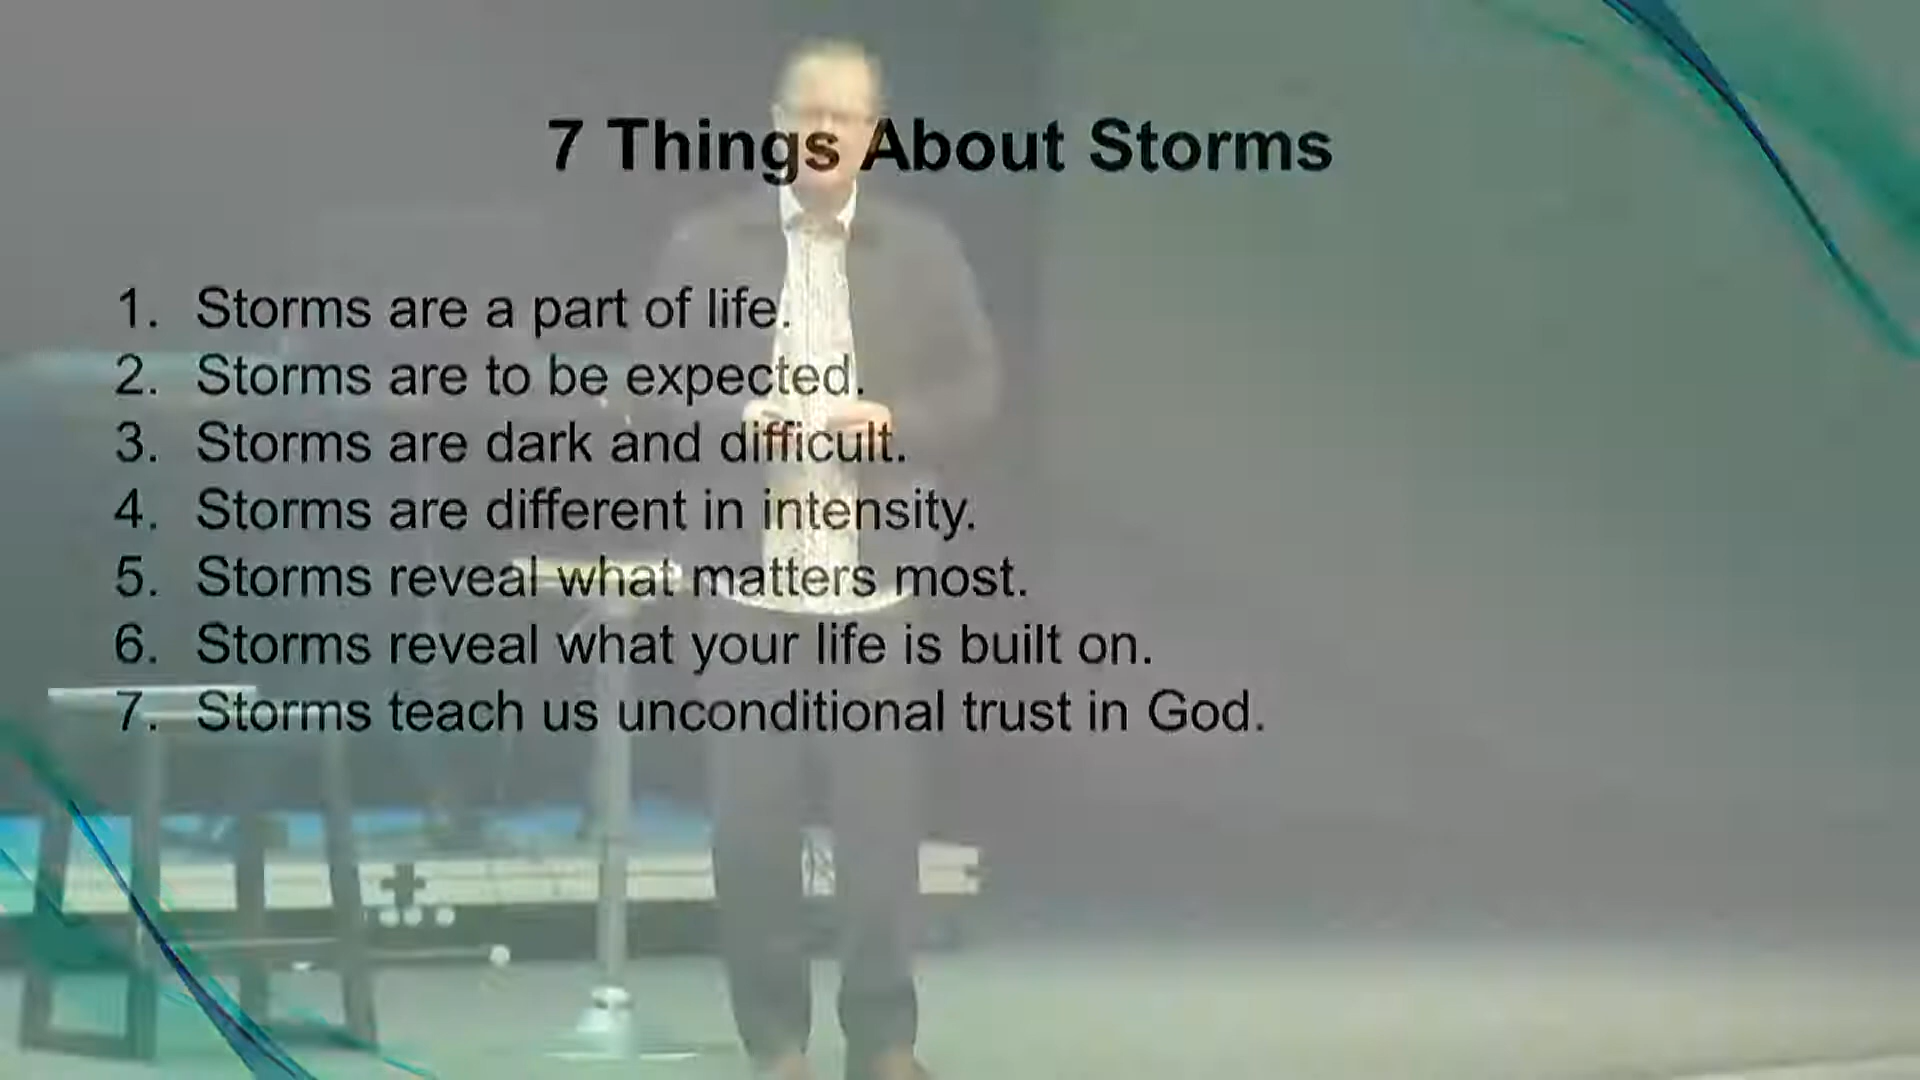 7 Things About Storms
1. Storms are a part of life.
2. Storms are to be expected.
3. Storms are dark and difficult.
4. Storms are different in intensity.
5. Storms reveal what matters most.
6. Storms reveal what your life is built on.
7. Storms teach us unconditional trust in God.